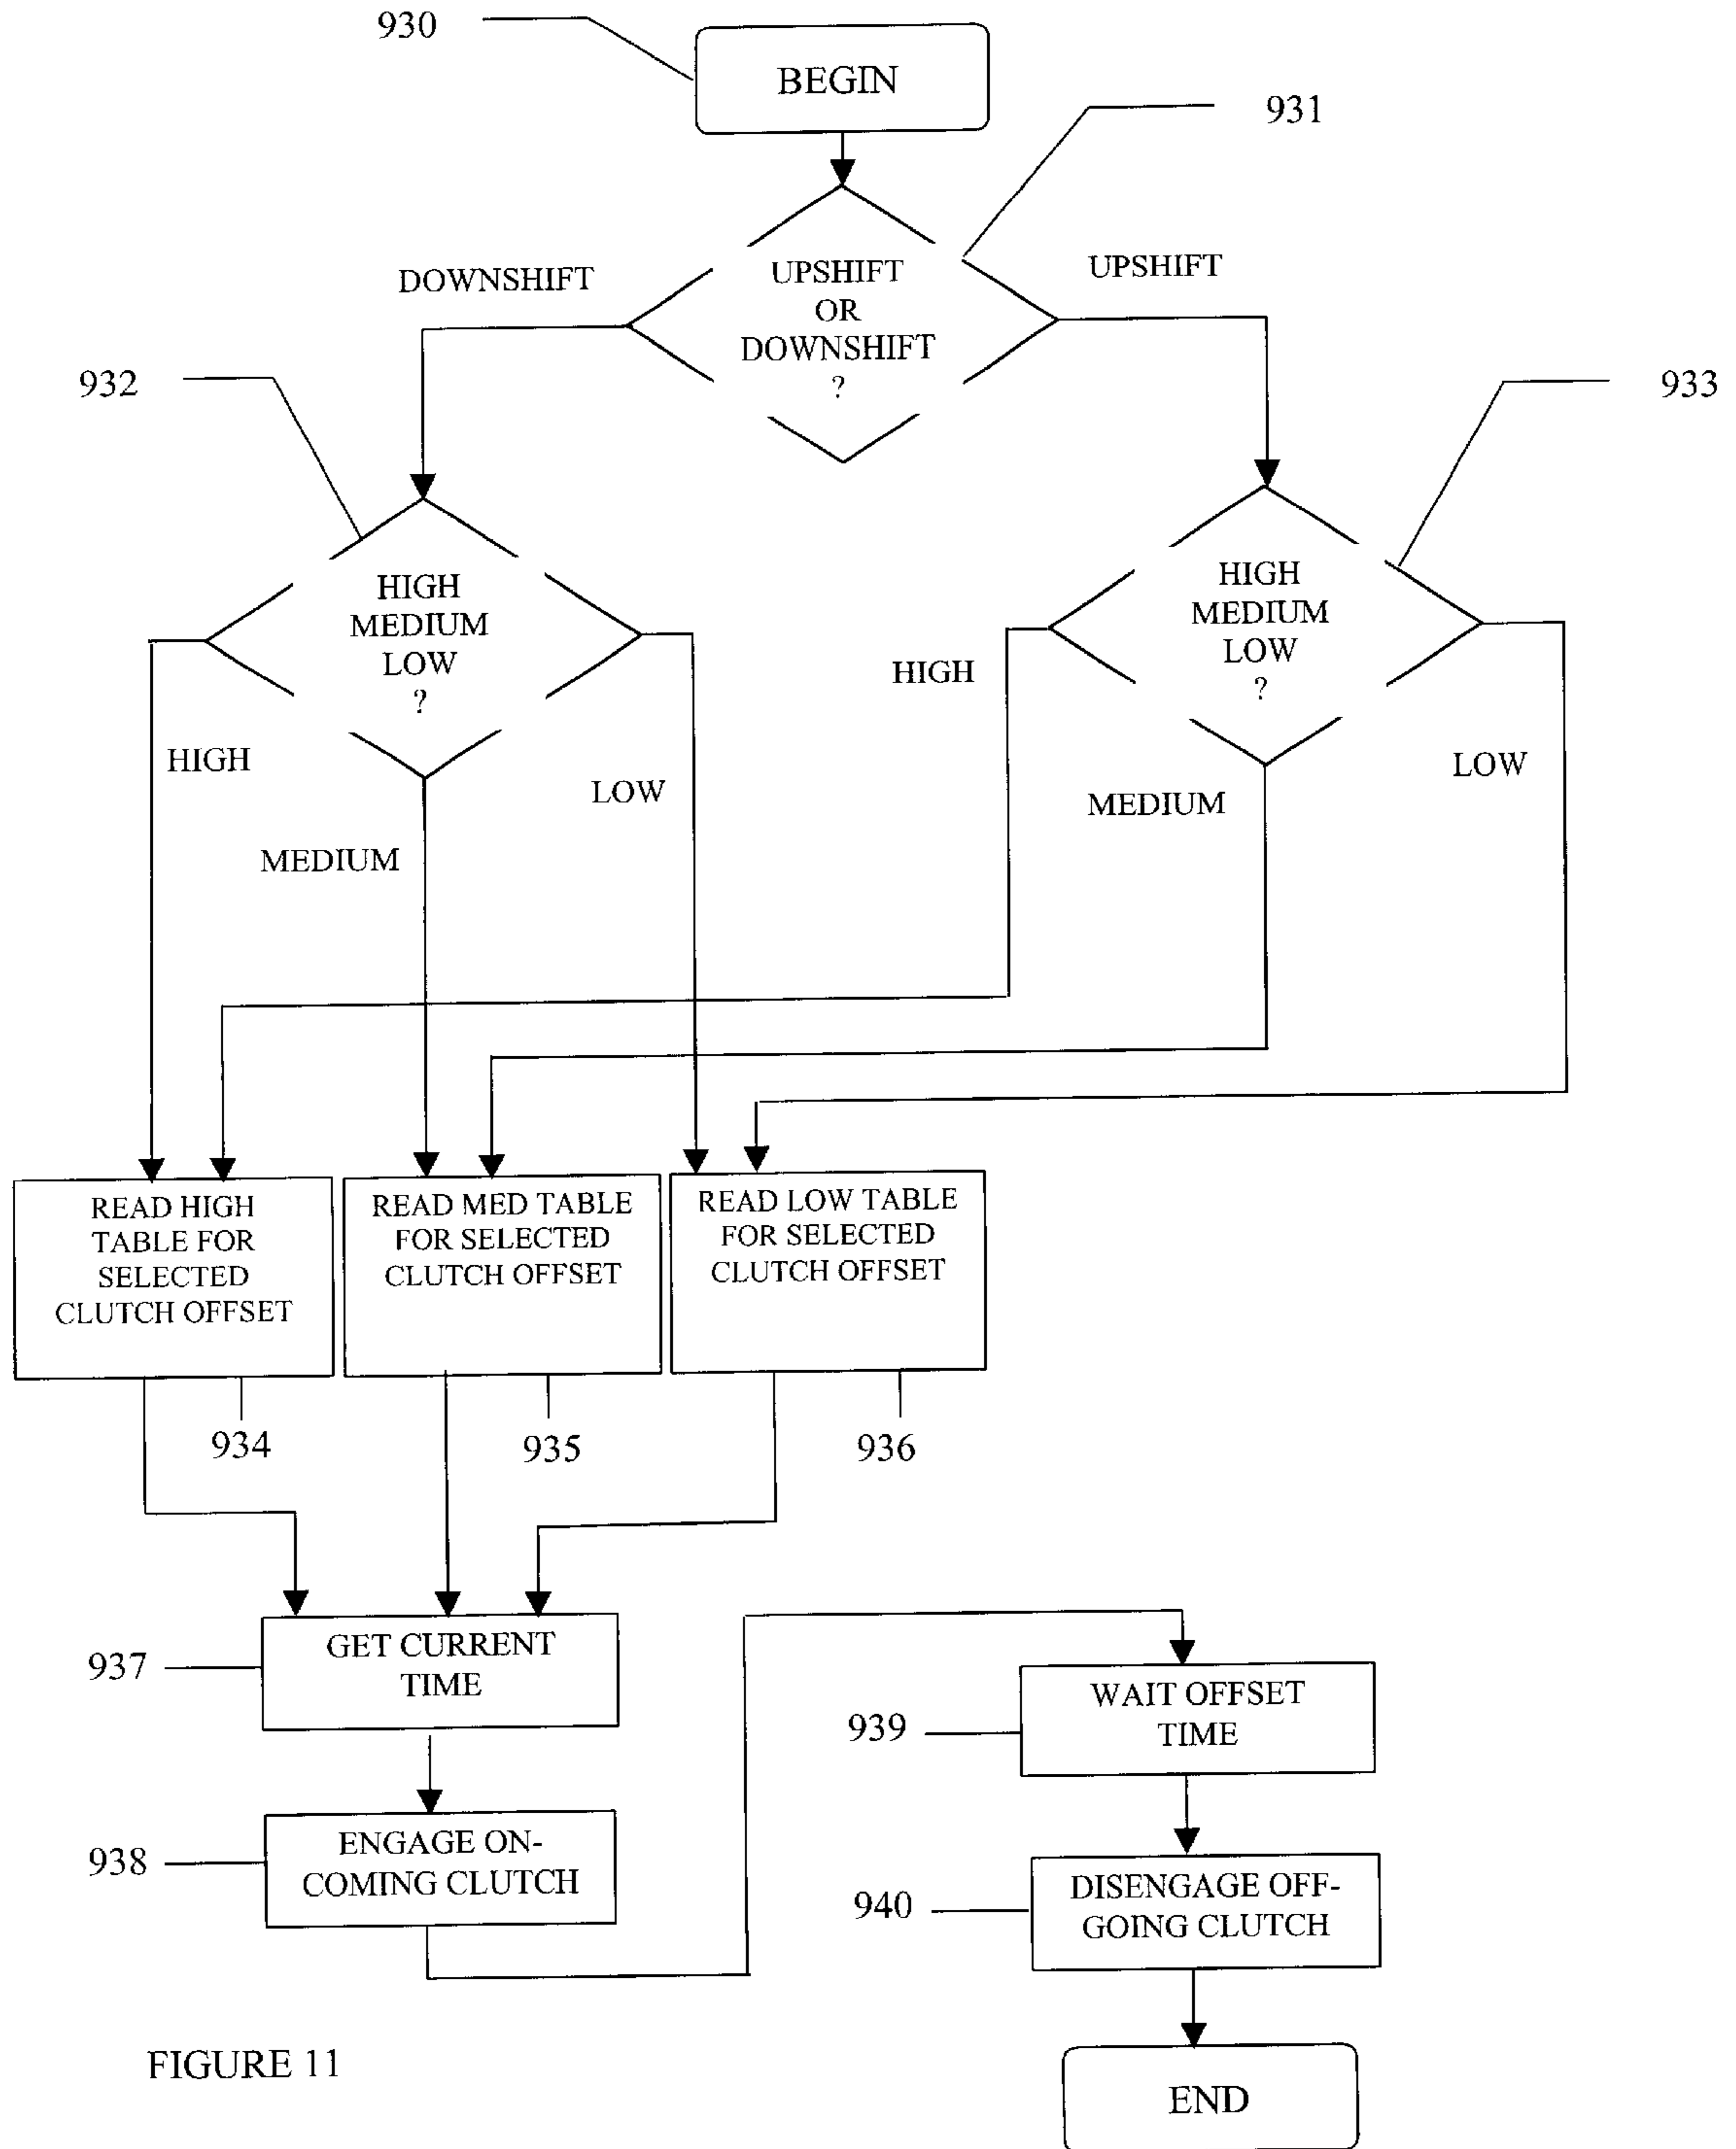 930
BEGIN
931
UPSHIFT
OR
DOWNSHIFT
?
DOWNSHIFT
UPSHIFT
932
933
HIGH
MEDIUM
LOW
?
HIGH
MEDIUM
LOW
HIGH
MEDIUM
LOW
?
HIGH
MEDIUM
LOW
READ HIGH
TABLE FOR
SELECTED
CLUTCH OFFSET
READ MED TABLE
FOR SELECTED
CLUTCH OFFSET
READ LOW TABLE
FOR SELECTED
CLUTCH OFFSET
934
935
936
937
GET CURRENT
TIME
938
ENGAGE ON-
COMING CLUTCH
939
WAIT OFFSET
TIME
940
DISENGAGE OFF-
GOING CLUTCH
END
FIGURE 11